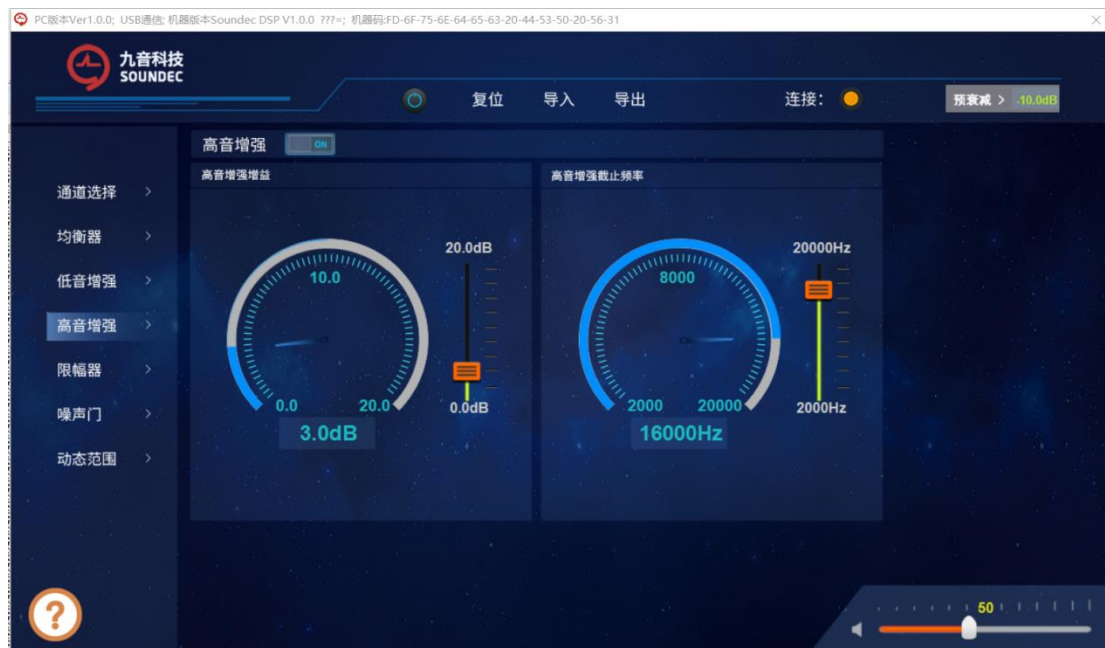 PC版本Ver1.0.0; USB通信; 机器版本Soundec DSP V1.0.0 ???=; 机器码:FD-6F-75-6E-64-65-63-20-44-53-50-20-56-31
九音科技
SOUNDEC
复位 导入 导出 连接: 预衰减 > -10.0dB
高音增强 ON
高音增强增益 高音增强截止频率
通道选择 >
均衡器 >
低音增强 >
高音增强 >
限幅器 >
噪声门 >
动态范围 >
20.0dB 20000Hz
10.0 8000
0.0 20.0 0.0dB 2000 20000 2000Hz
3.0dB 16000Hz
?
50